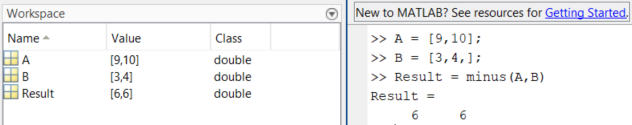 Workspace
Name Value Class
A [9,10] double
B [3,4] double
Result [6,6] double
New to MATLAB? See resources for Getting Started.
>> A = [9,10];
>> B = [3,4,];
>> Result = minus(A,B)
Result =
6 6